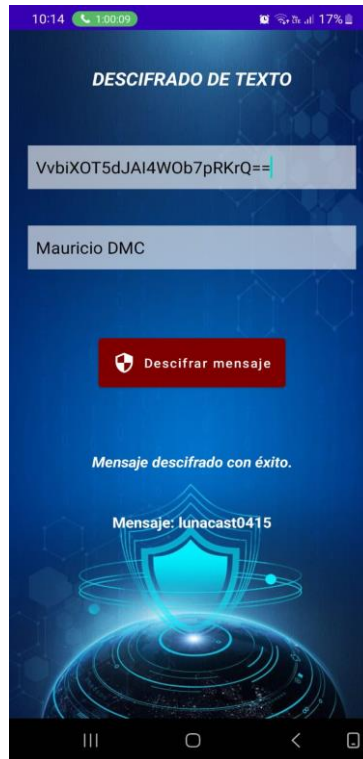 10:14 1:00:09 17%
DESCIFRADO DE TEXTO
VvbiXOT5dJAI4WOb7pRKrQ==
Mauricio DMC
Descifrar mensaje
Mensaje descifrado con éxito.
Mensaje: lunacast0415